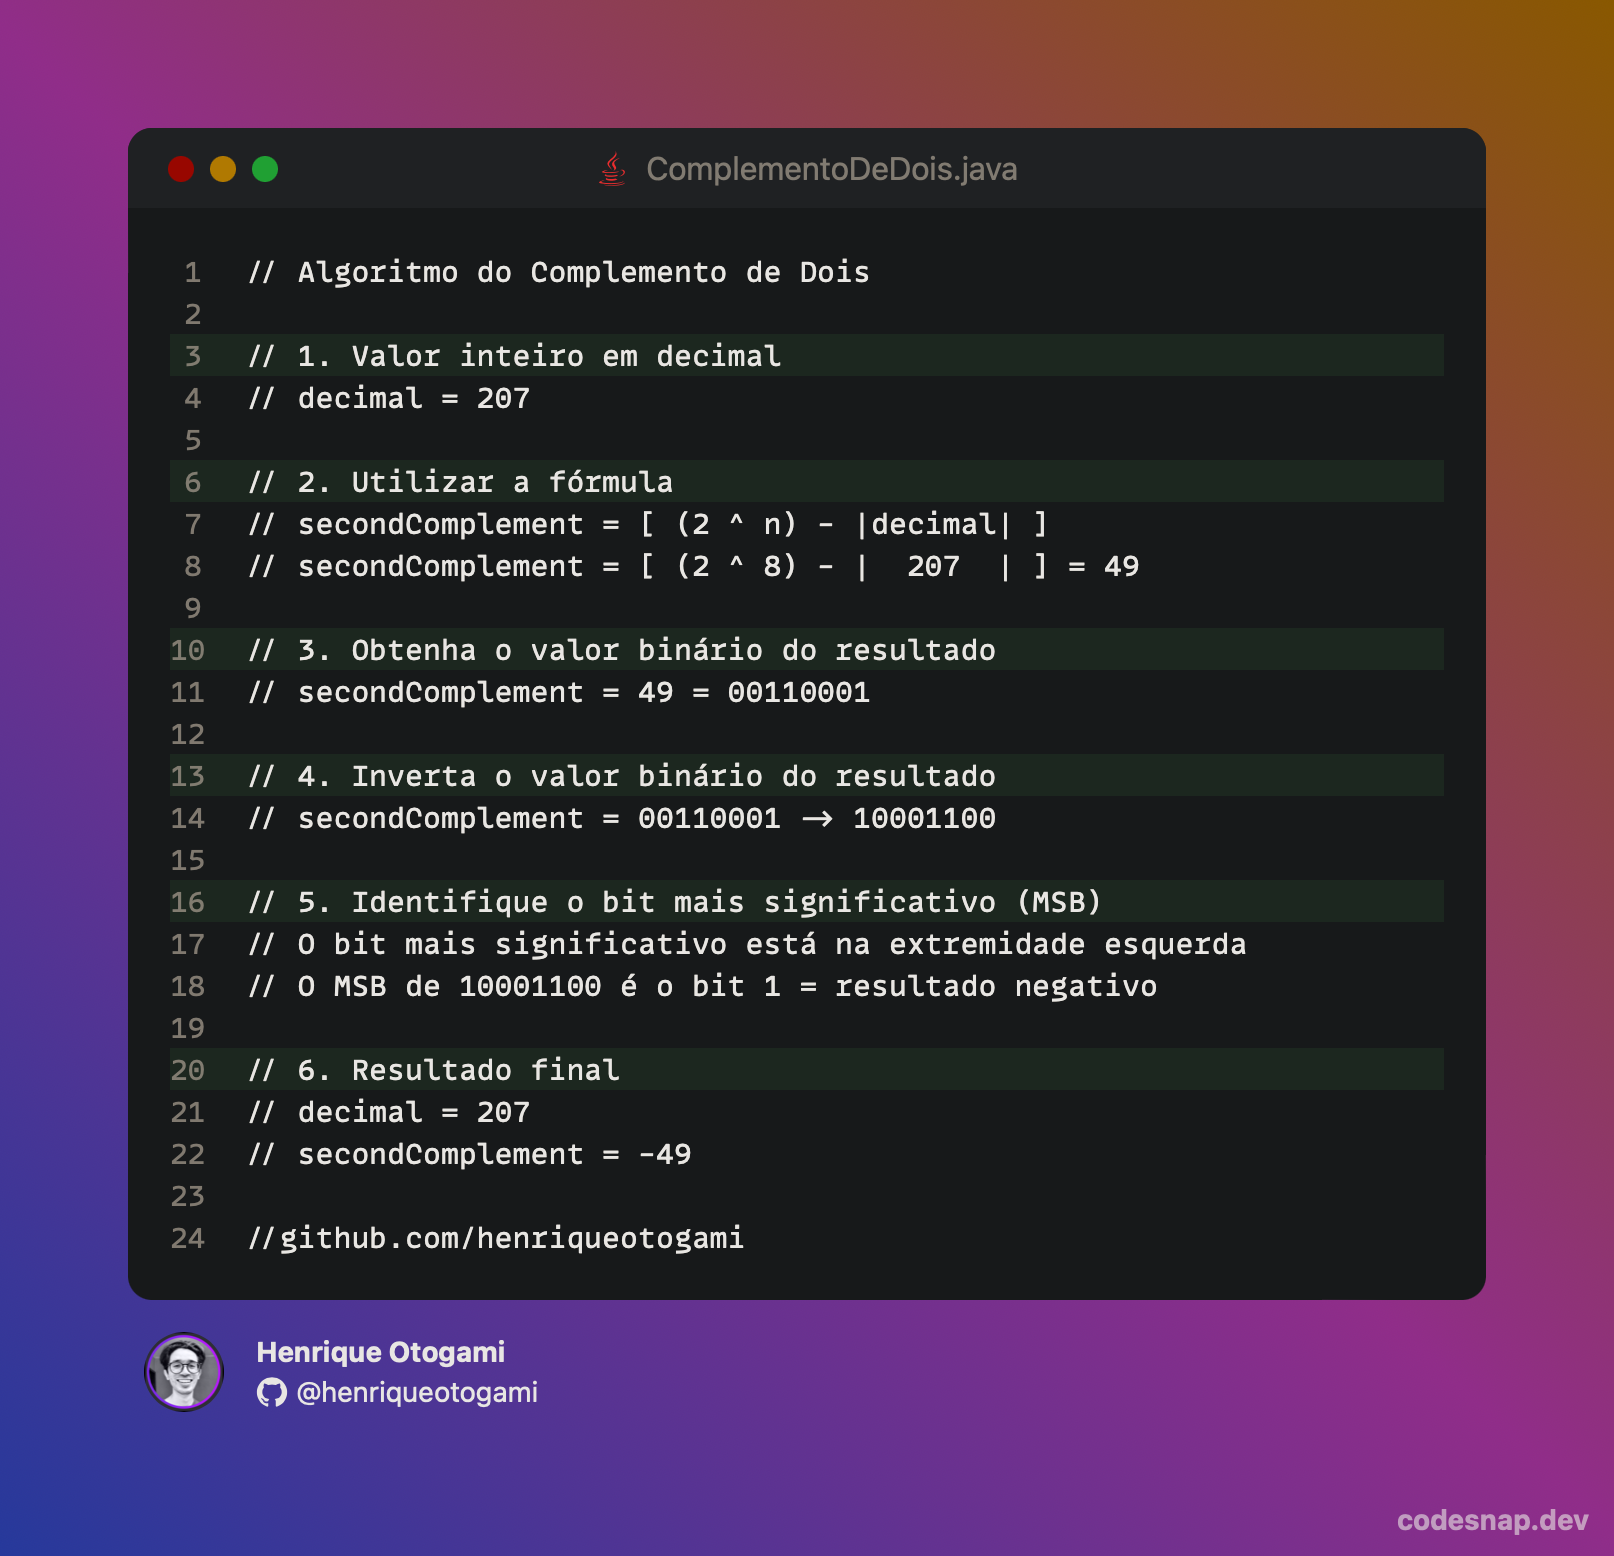 ComplementoDeDois.java
1 // Algoritmo do Complemento de Dois
2
3 // 1. Valor inteiro em decimal
4 // decimal = 207
5
6 // 2. Utilizar a fórmula
7 // secondComplement = [ (2 ^ n) - |decimal| ]
8 // secondComplement = [ (2 ^ 8) - |  207  | ] = 49
9
10 // 3. Obtenha o valor binário do resultado
11 // secondComplement = 49 = 00110001
12
13 // 4. Inverta o valor binário do resultado
14 // secondComplement = 00110001 → 10001100
15
16 // 5. Identifique o bit mais significativo (MSB)
17 // O bit mais significativo está na extremidade esquerda
18 // O MSB de 10001100 é o bit 1 = resultado negativo
19
20 // 6. Resultado final
21 // decimal = 207
22 // secondComplement = -49
23
24 //github.com/henriqueotogami
Henrique Otogami
@henriqueotogami
codesnap.dev